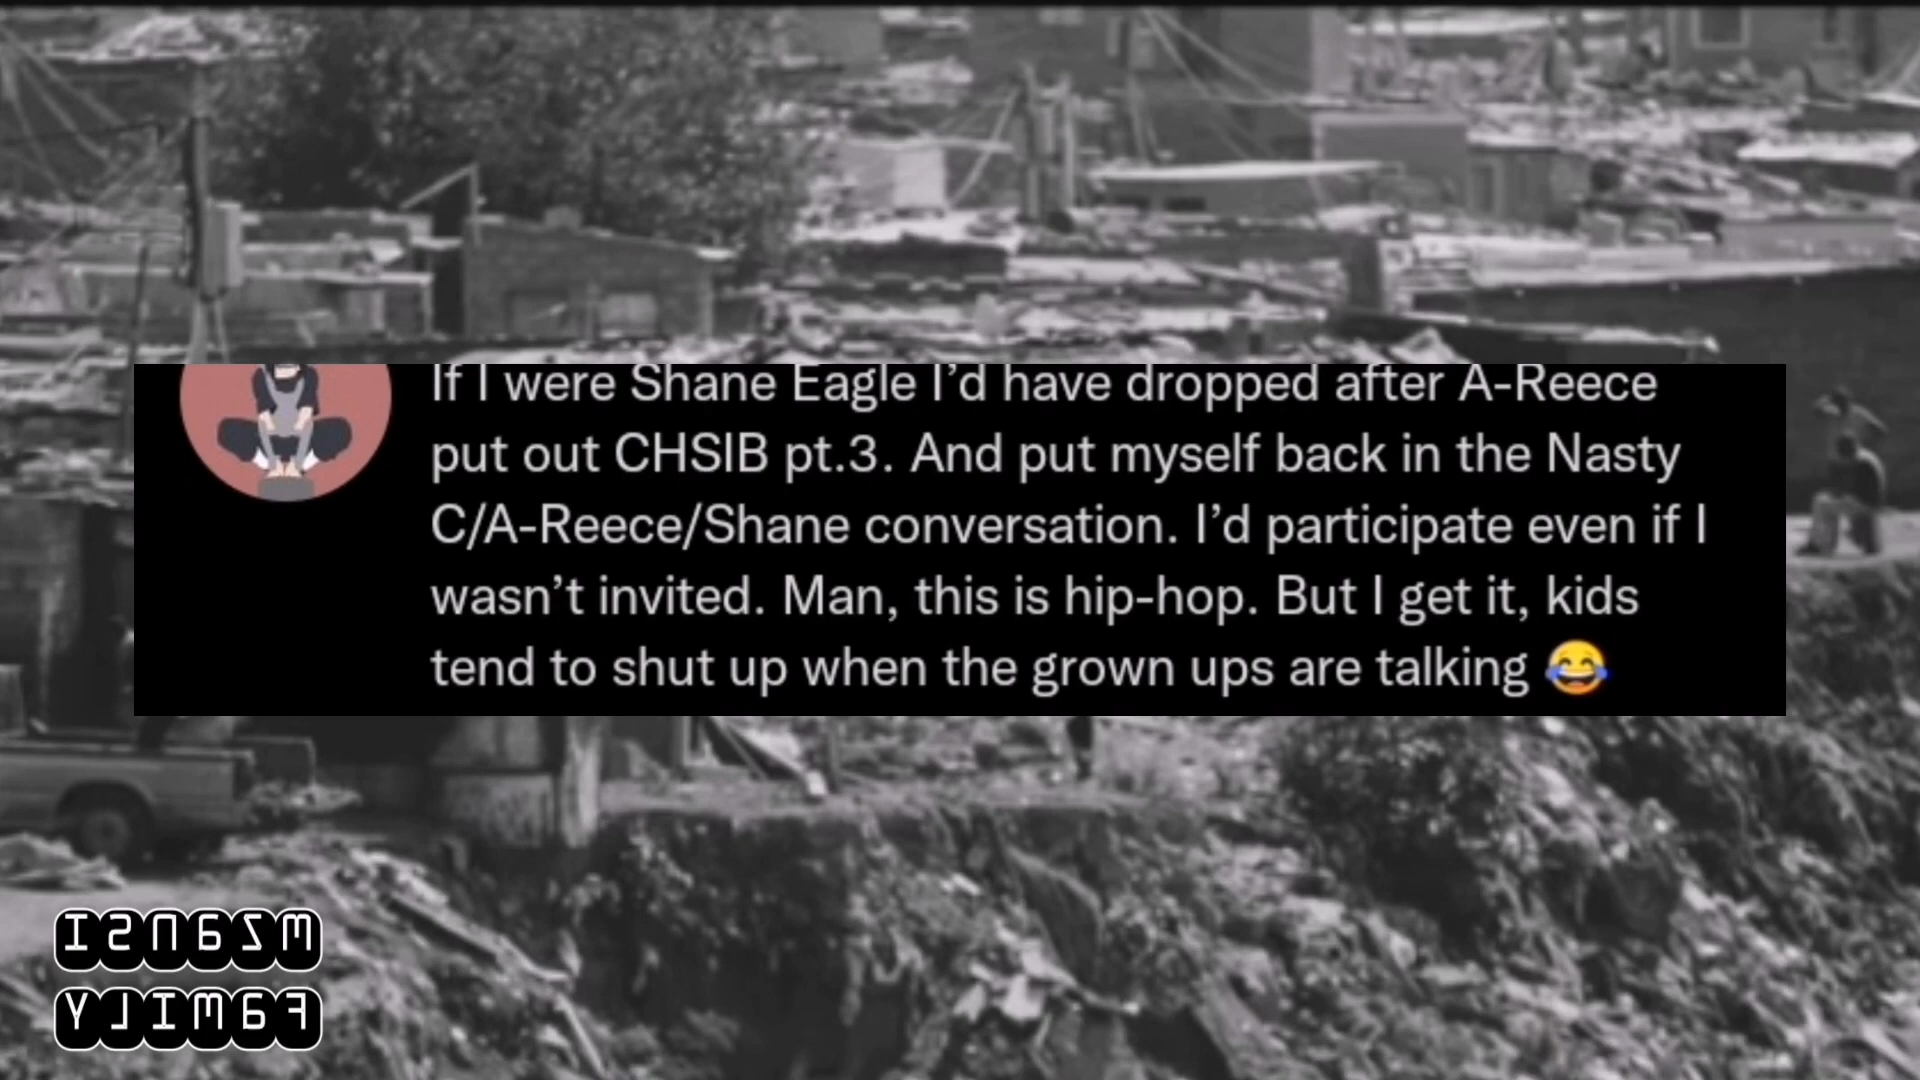 If I were Shane Eagle I’d have dropped after A-Reece
put out CHSIB pt.3. And put myself back in the Nasty
C/A-Reece/Shane conversation. I’d participate even if I
wasn’t invited. Man, this is hip-hop. But I get it, kids
tend to shut up when the grown ups are talking 😂
MZANSI
FAMILY